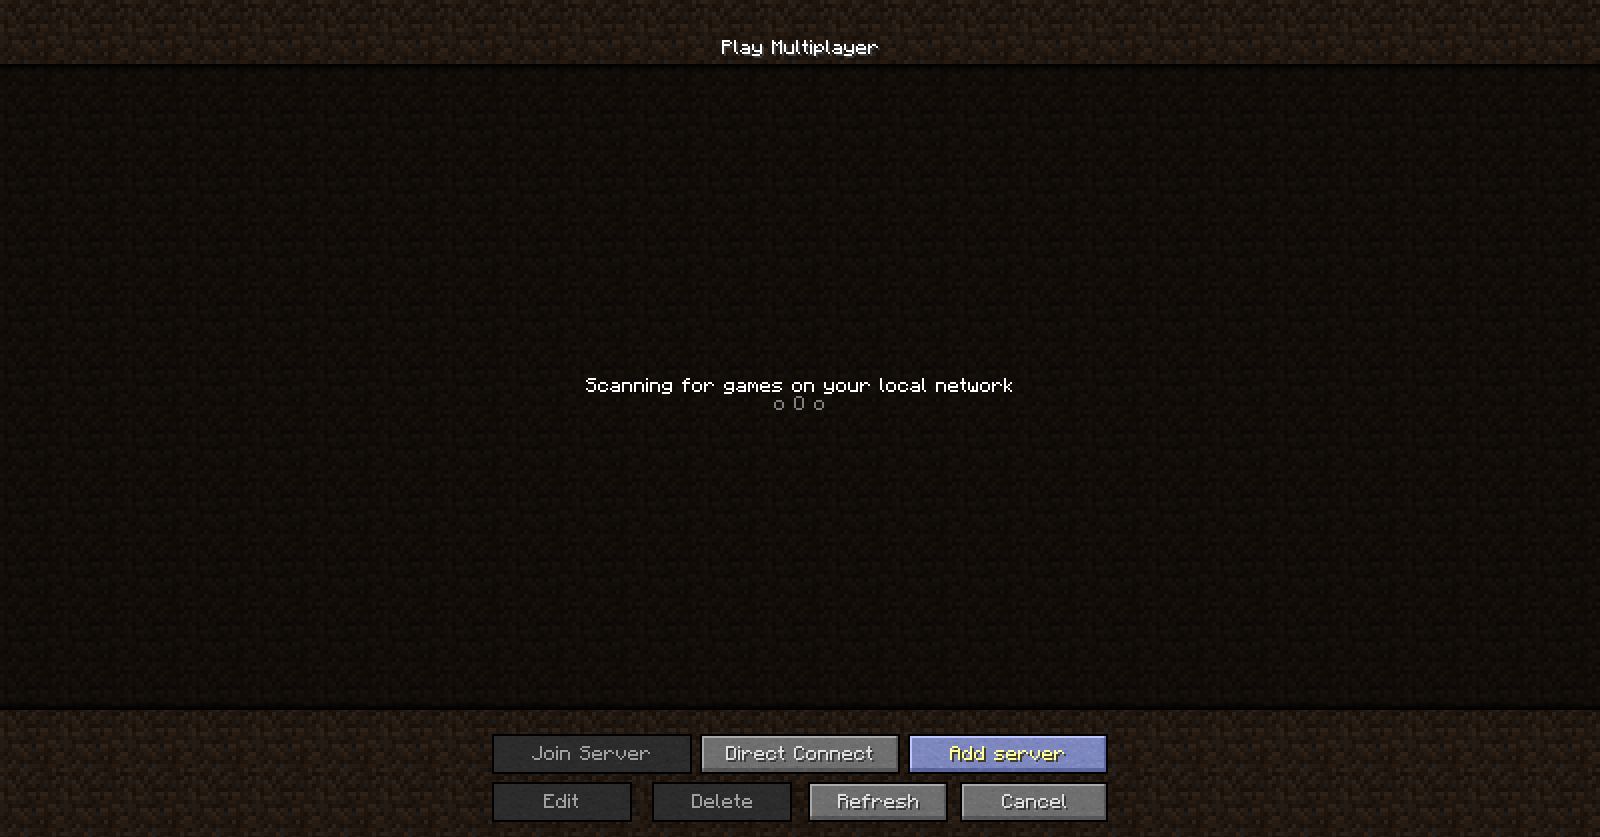 Play Multiplayer
Scanning for games on your local network
o O o
Join Server
Direct Connect
Add server
Edit
Delete
Refresh
Cancel